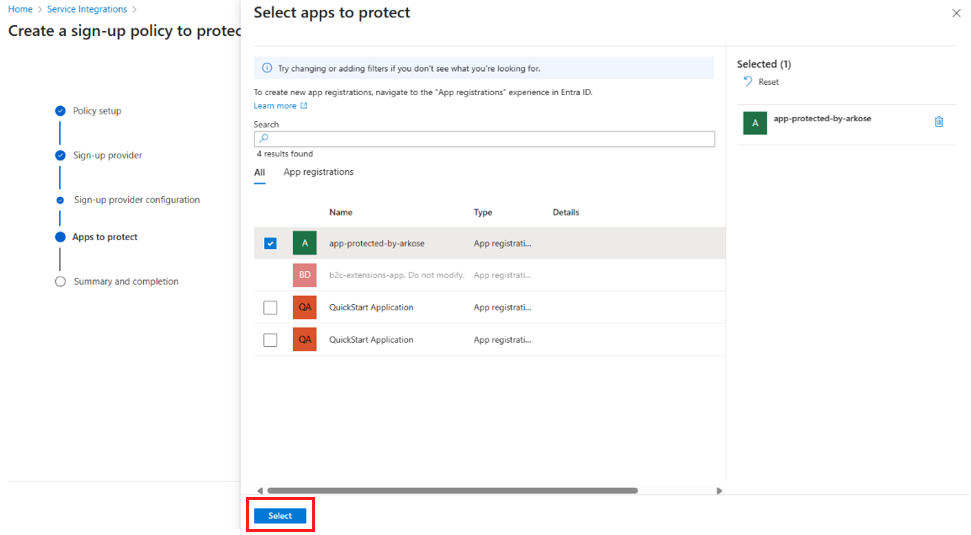 Home > Service Integrations >
Create a sign-up policy to protec
Policy setup
Sign-up provider
Sign-up provider configuration
Apps to protect
Summary and completion
Select apps to protect
Try changing or adding filters if you don't see what you're looking for.
To create new app registrations, navigate to the "App registrations" experience in Entra ID.
Learn more
Search
4 results found
All App registrations
Name Type Details
A app-protected-by-arkose App registrati...
BD b2c-extensions-app. Do not modify. App registrati...
QA QuickStart Application App registrati...
QA QuickStart Application App registrati...
Select
Selected (1)
Reset
A app-protected-by-arkose